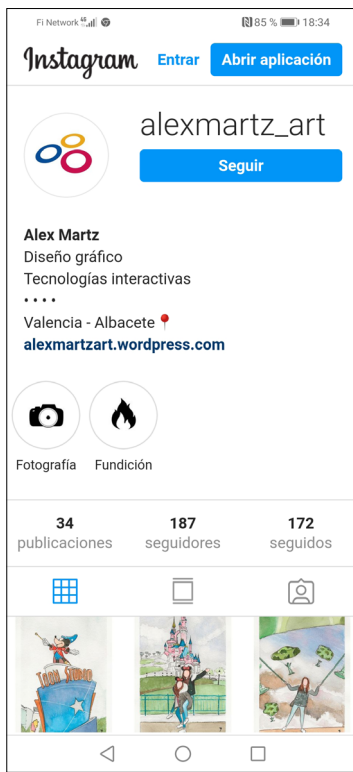 Fi Network 85 % 18:34
Instagram Entrar Abrir aplicación
alexmartz_art
Seguir
Alex Martz
Diseño gráfico
Tecnologías interactivas
• • • •
Valencia - Albacete
alexmartzart.wordpress.com
Fotografía Fundición
34 187 172
publicaciones seguidores seguidos